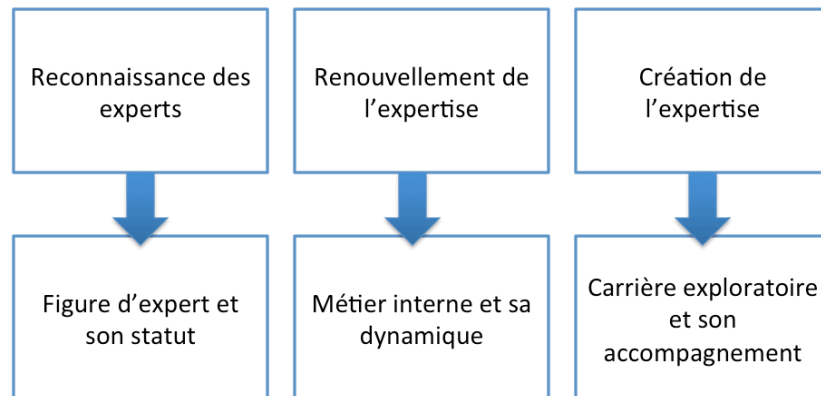 Reconnaissance des
experts
Renouvellement de
l'expertise
Création de
l'expertise
Figure d'expert et
son statut
Métier interne et sa
dynamique
Carrière exploratoire
et son
accompagnement